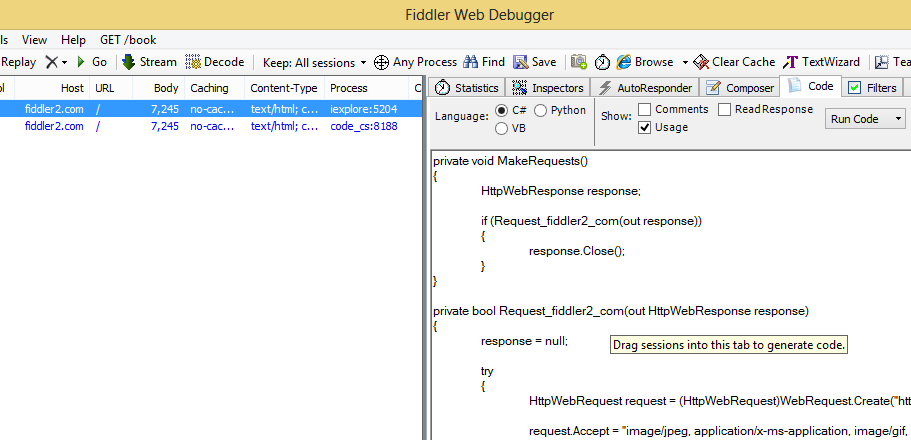 Fiddler Web Debugger
ls View Help GET /book
Replay Go Stream Decode Keep: All sessions Any Process Find Save Browse Clear Cache TextWizard Tea
ol Host URL Body Caching Content-Type Process C
fiddler2.com / 7,245 no-cac... text/html; c... iexplore:5204
fiddler2.com / 7,245 no-cac... text/html; c... code_cs:8188
Statistics Inspectors AutoResponder Composer Code Filters
Language: C# Python VB
Show: Comments ReadResponse Usage
Run Code
private void MakeRequests()
{
HttpWebResponse response;
if (Request_fiddler2_com(out response))
{
response.Close();
}
}
private bool Request_fiddler2_com(out HttpWebResponse response)
{
response = null;
Drag sessions into this tab to generate code.
try
{
HttpWebRequest request = (HttpWebRequest)WebRequest.Create("htt
request.Accept = "image/jpeg, application/x-ms-application, image/gif,